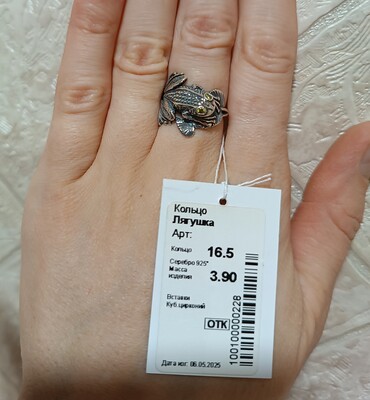 Кольцо
Лягушка
Арт:
Кольцо 16.5
Серебро 925°
Масса
изделия 3.90
Вставки
Куб.цирконий
ОТК
Дата изг: 06.05.2025
100100000228